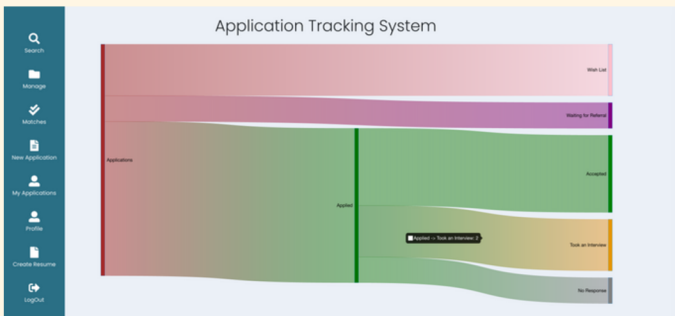 Application Tracking System
Search
Manage
Matches
New Application
My Applications
Profile
Create Resume
LogOut
Applications
Applied
Wish List
Waiting for Referral
Accepted
Applied -> Took an Interview: 2
Took an Interview
No Response